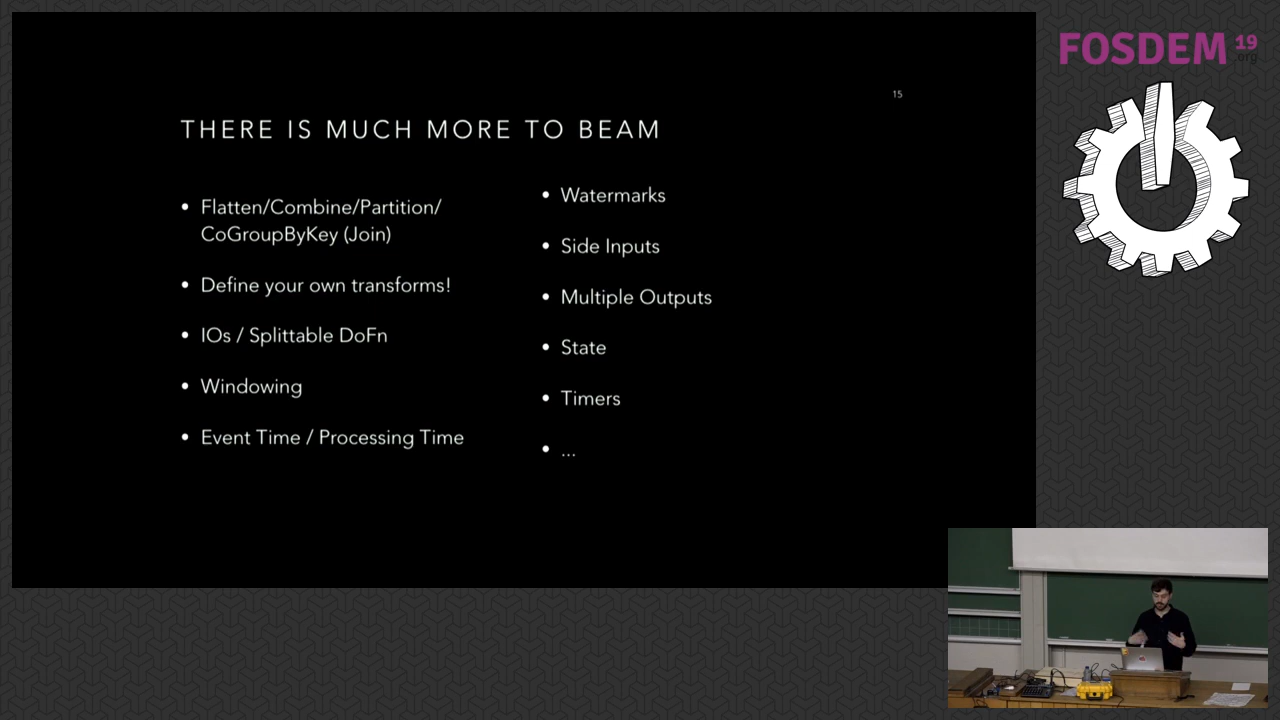 FOSDEM 19
.org
15
THERE IS MUCH MORE TO BEAM
• Flatten/Combine/Partition/
CoGroupByKey (Join)
• Define your own transforms!
• IOs / Splittable DoFn
• Windowing
• Event Time / Processing Time
• Watermarks
• Side Inputs
• Multiple Outputs
• State
• Timers
• ...